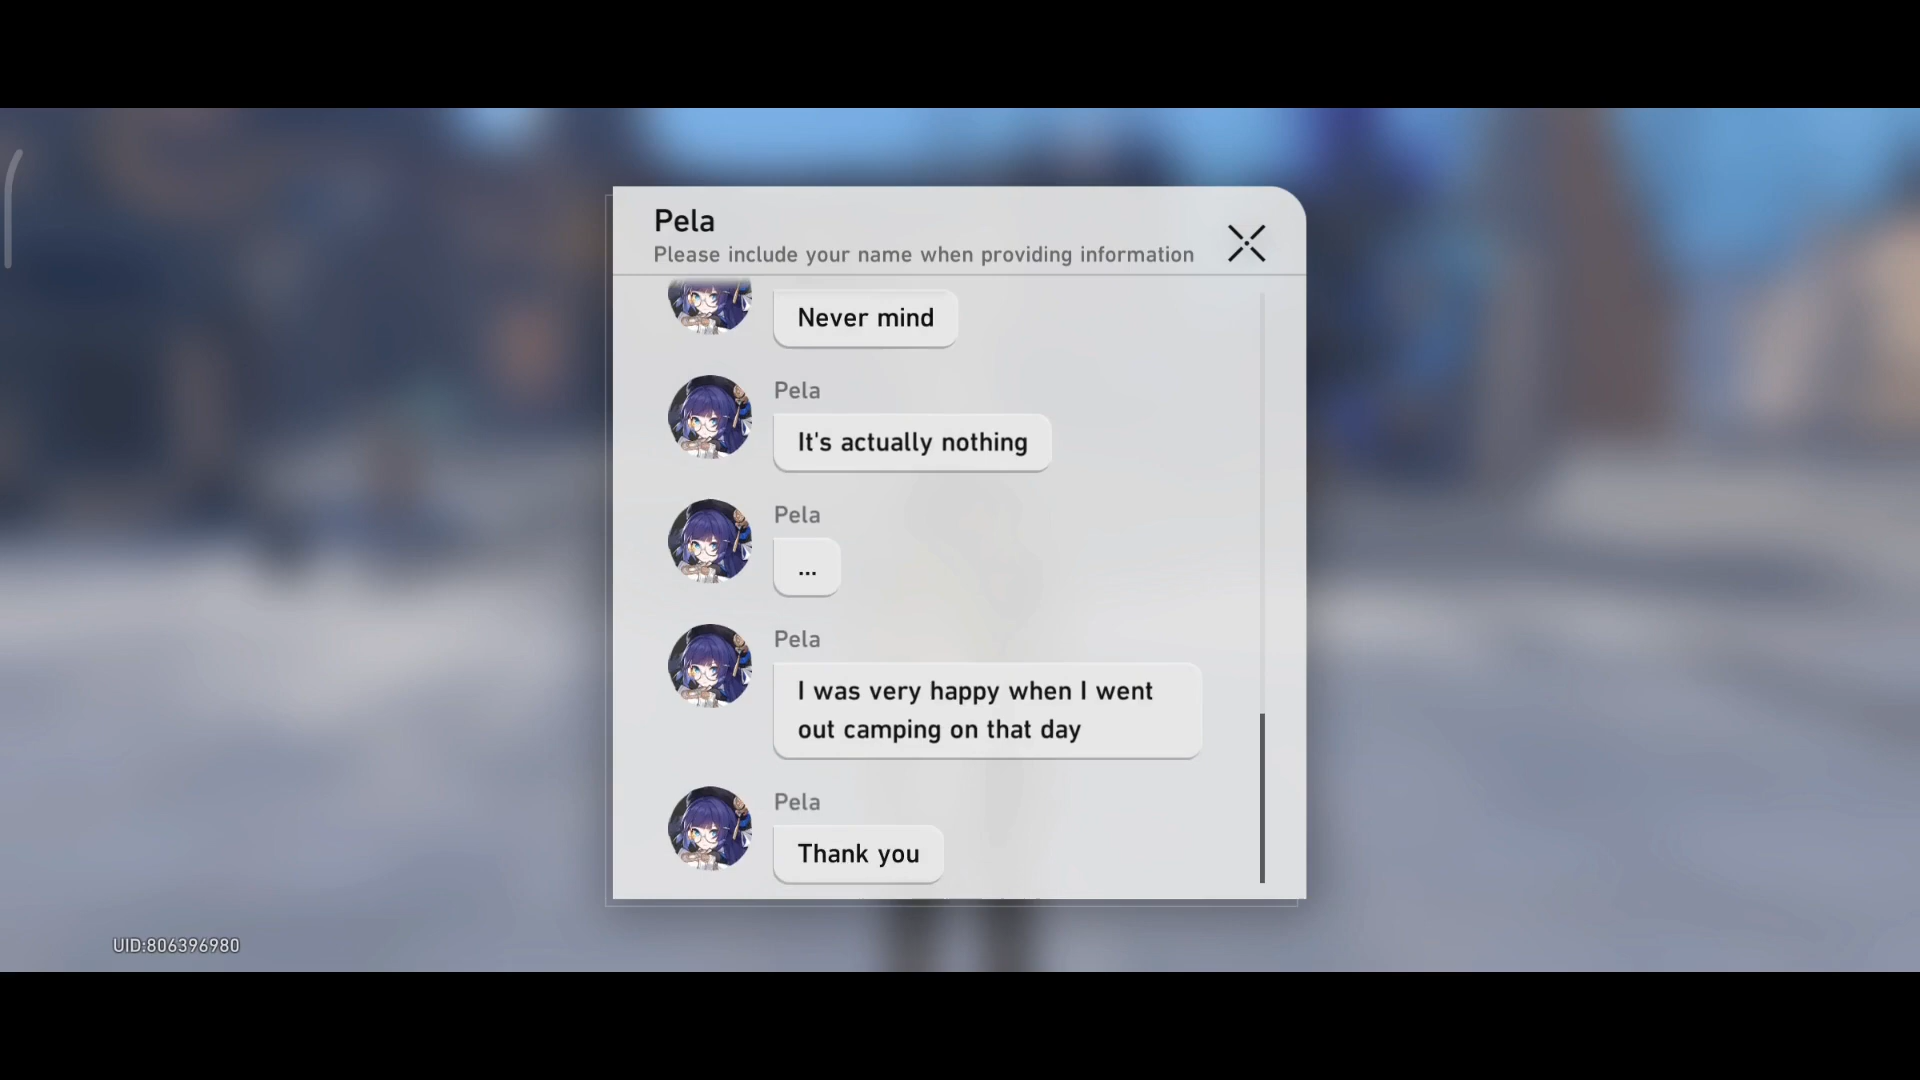 Pela
Please include your name when providing information
Never mind
Pela
It's actually nothing
Pela
...
Pela
I was very happy when I went
out camping on that day
Pela
Thank you
UID:806396980